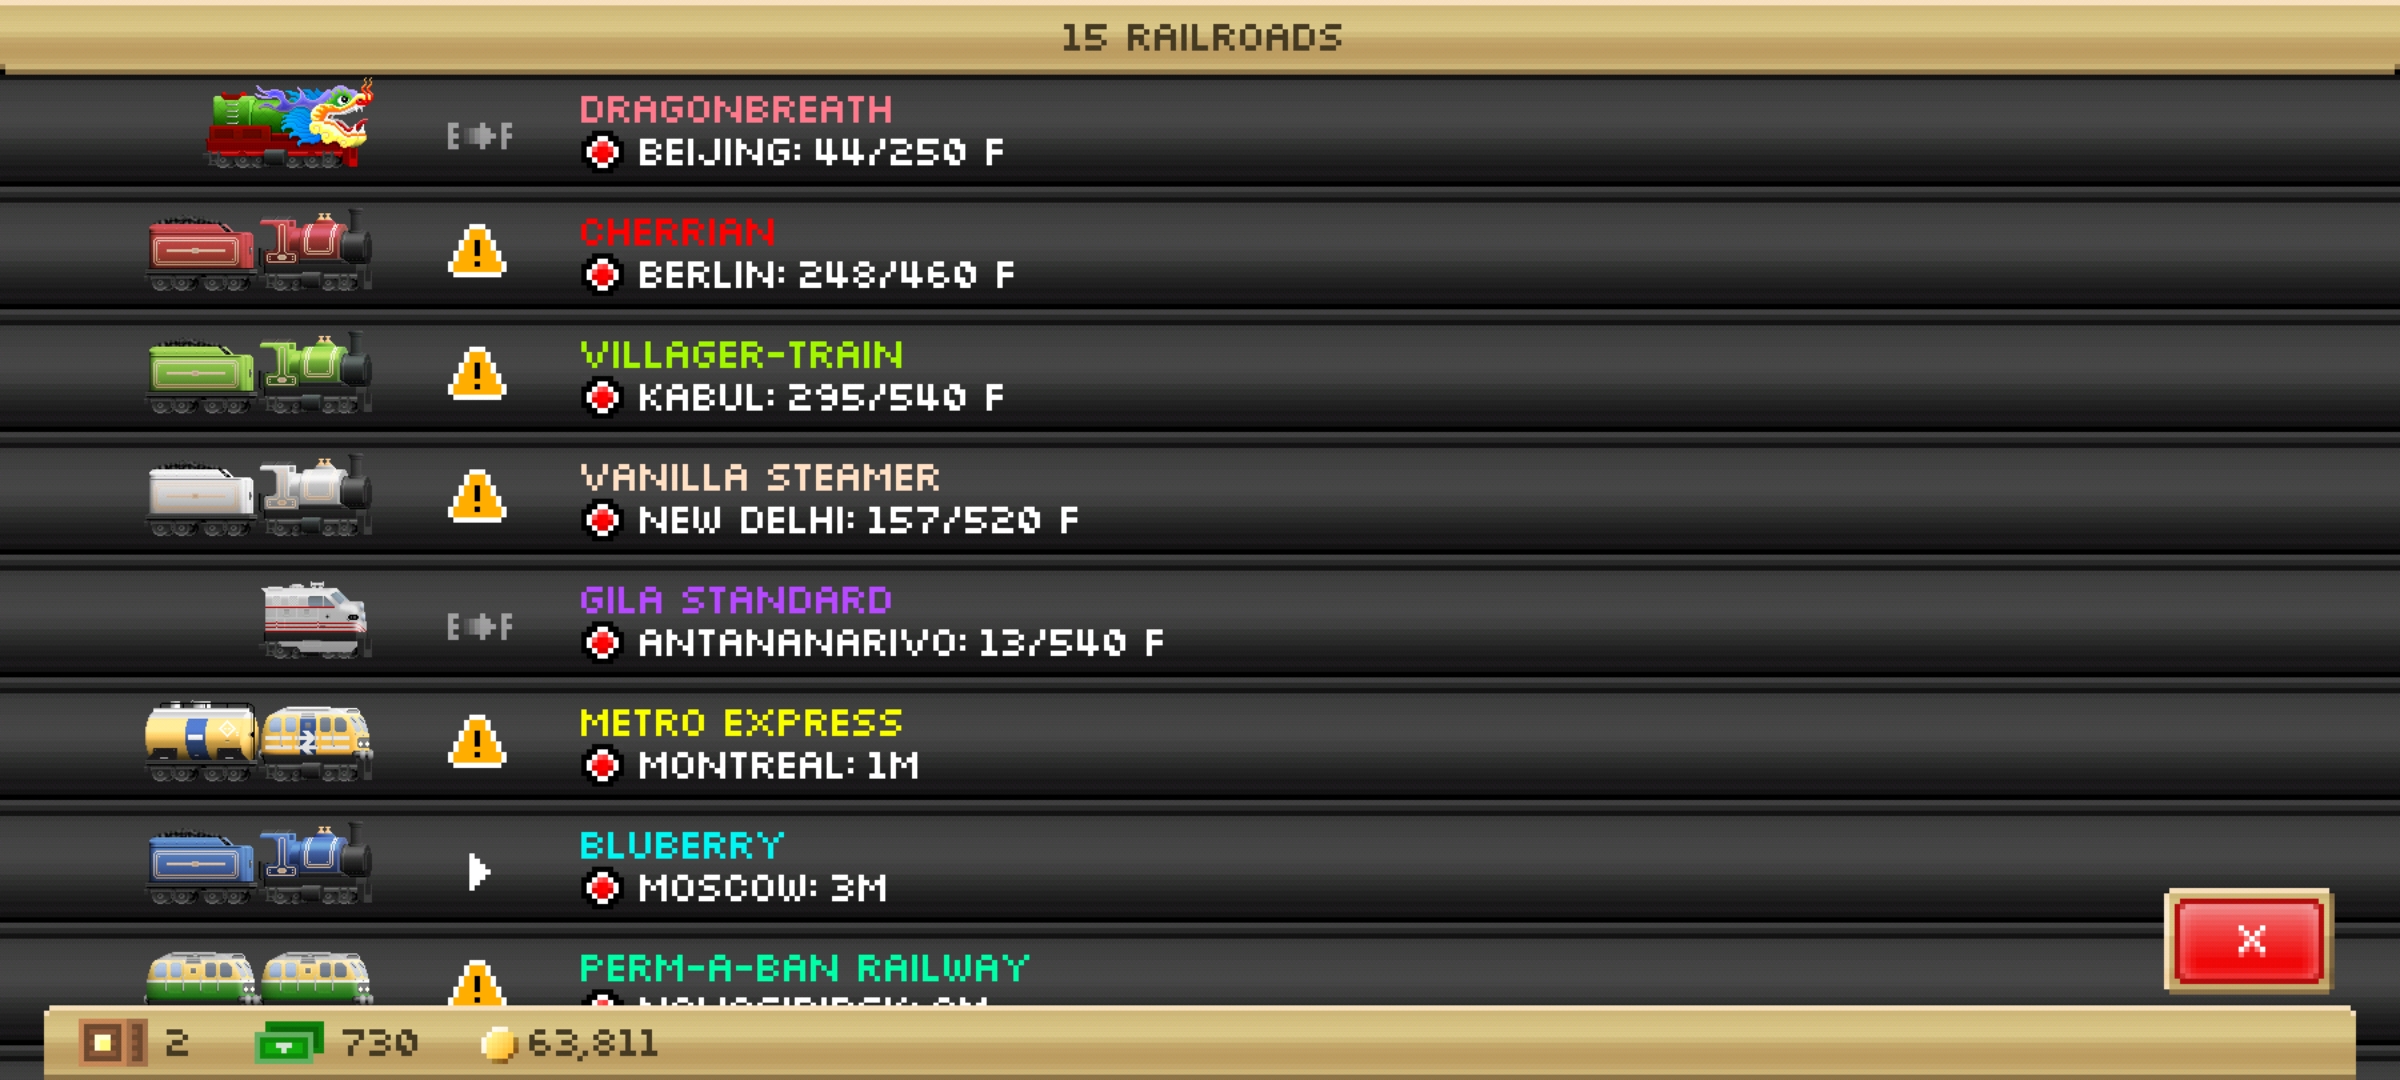 15 RAILROADS
E F
DRAGONBREATH
BEIJING: 44/250 F
CHERRIAN
BERLIN: 248/460 F
VILLAGER-TRAIN
KABUL: 295/540 F
VANILLA STEAMER
NEW DELHI: 157/520 F
E F
GILA STANDARD
ANTANANARIVO: 13/540 F
METRO EXPRESS
MONTREAL: 1M
BLUBERRY
MOSCOW: 3M
PERM-A-BAN RAILWAY
X
2 730 63,811